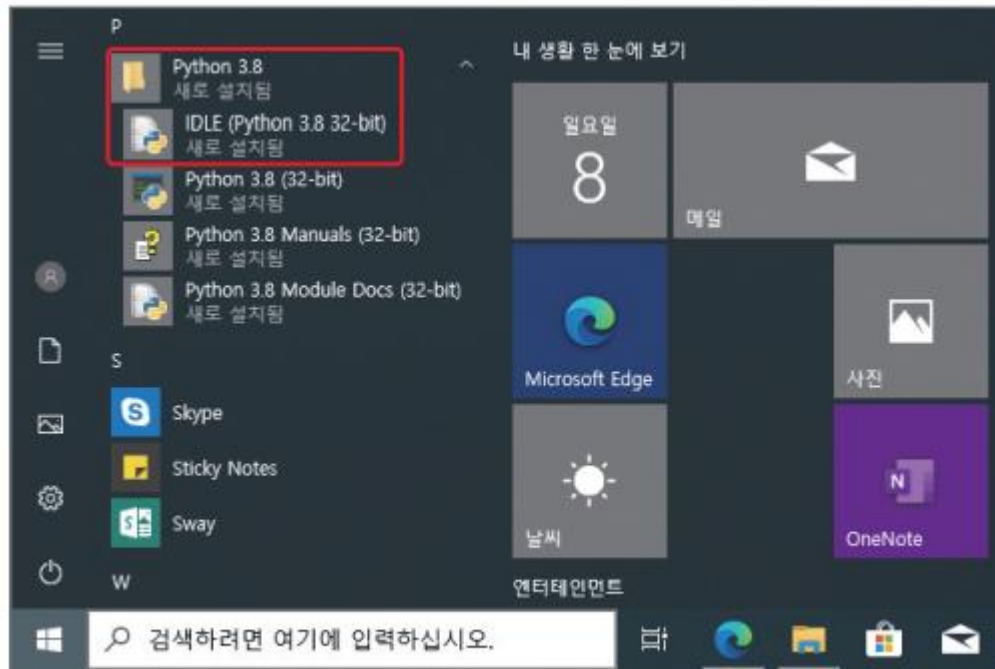 P
Python 3.8
새로 설치됨
IDLE (Python 3.8 32-bit)
새로 설치됨
Python 3.8 (32-bit)
새로 설치됨
Python 3.8 Manuals (32-bit)
새로 설치됨
Python 3.8 Module Docs (32-bit)
새로 설치됨
S
Skype
Sticky Notes
Sway
W
내 생활 한 눈에 보기
일요일
8
메일
Microsoft Edge
사진
날씨
OneNote
엔터테인먼트
검색하려면 여기에 입력하십시오.